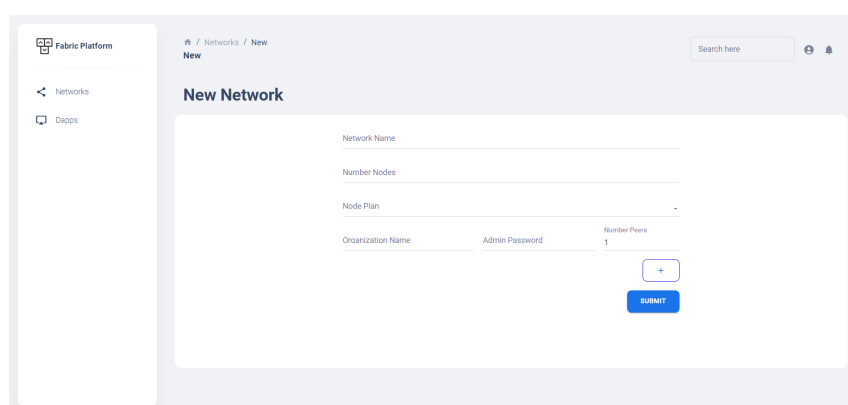 Fabric Platform
Networks
Dapps
/ Networks / New
New
Search here
New Network
Network Name
Number Nodes
Node Plan
Organization Name
Admin Password
Number Peers
1
+
SUBMIT